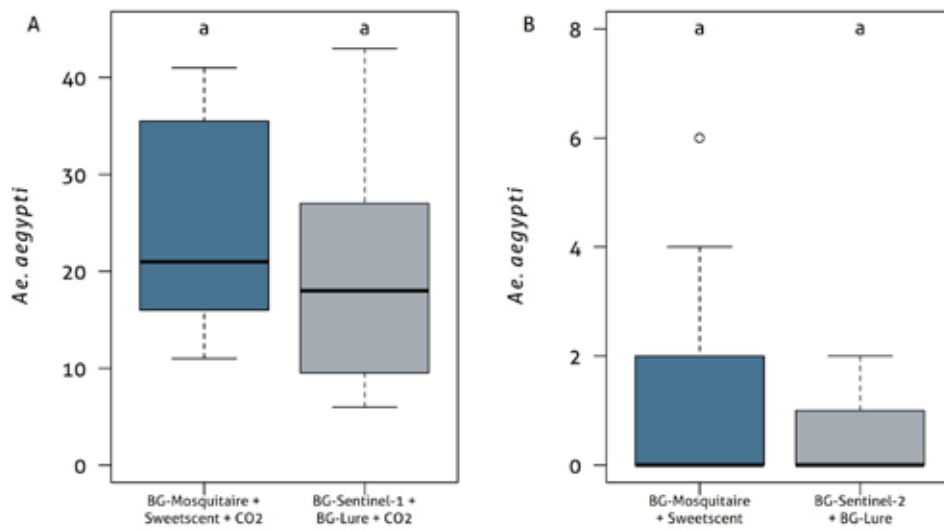 A
a
a
40
30
20
10
0
Ae. aegypti
BG-Mosquitaire +
Sweetscent + CO2
BG-Sentinel-1 +
BG-Lure + CO2
B
a
a
8
6
4
2
0
Ae. aegypti
BG-Mosquitaire
+ Sweetscent
BG-Sentinel-2
+ BG-Lure